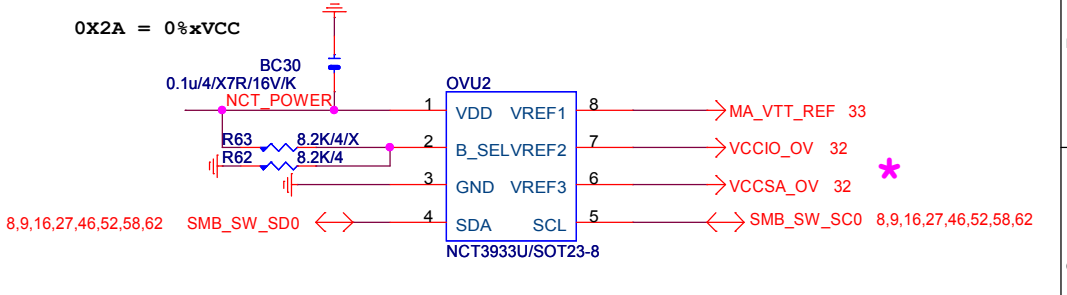 0X2A = 0%xVCC
BC30
0.1u/4/X7R/16V/K
OVU2
NCT_POWER
1 VDD VREF1 8 MA_VTT_REF 33
R63 8.2K/4/X
2 B_SEL VREF2 7 VCCIO_OV 32
R62 8.2K/4
3 GND VREF3 6 VCCSA_OV 32 *
8,9,16,27,46,52,58,62 SMB_SW_SD0 4 SDA SCL 5 SMB_SW_SC0 8,9,16,27,46,52,58,62
NCT3933U/SOT23-8